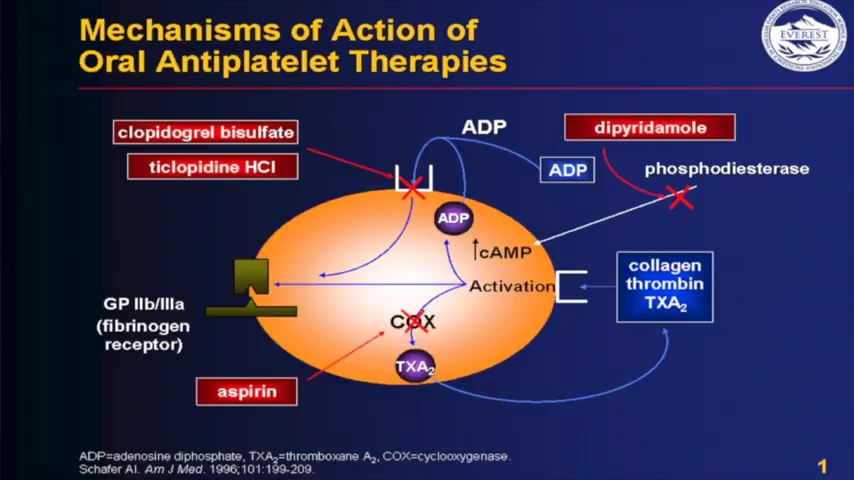 Mechanisms of Action of
Oral Antiplatelet Therapies
EVEREST
clopidogrel bisulfate
ticlopidine HCl
ADP
dipyridamole
ADP
phosphodiesterase
ADP
↑cAMP
Activation
collagen
thrombin
TXA₂
GP IIb/IIIa
(fibrinogen
receptor)
COX
TXA₂
aspirin
ADP=adenosine diphosphate, TXA₂=thromboxane A₂, COX=cyclooxygenase.
Schafer AI. Am J Med. 1996;101:199-209.
1